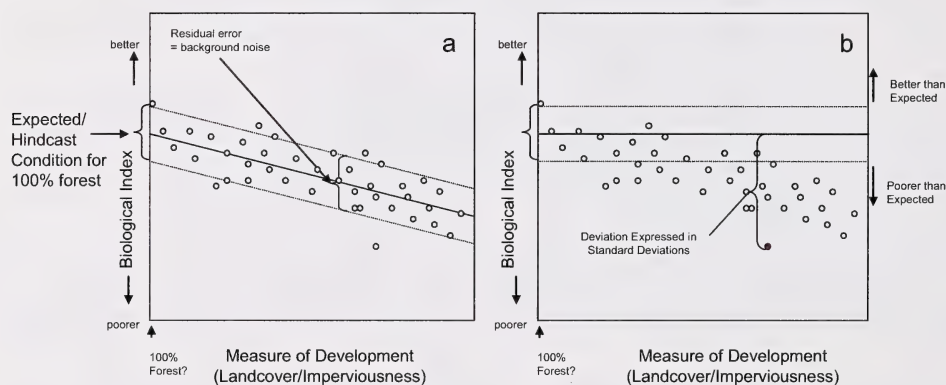 a
better
Residual error
= background noise
Expected/
Hindcast
Condition for
100% forest
Biological Index
poorer
100%
Forest?
Measure of Development
(Landcover/Imperviousness)
b
better
Better than
Expected
Poorer than
Expected
Biological Index
Deviation Expressed in
Standard Deviations
poorer
100%
Forest?
Measure of Development
(Landcover/Imperviousness)